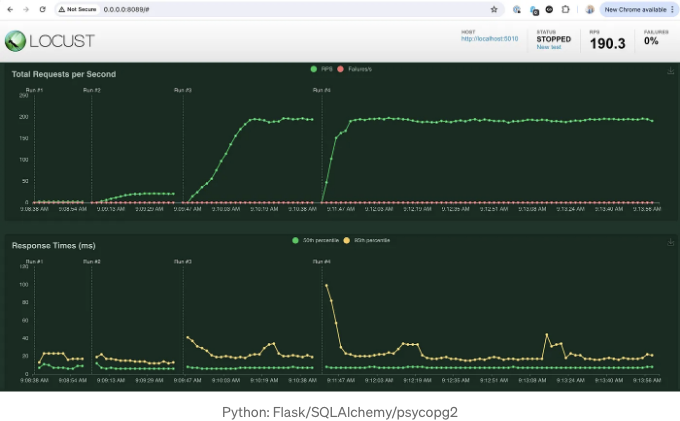 Not Secure 0.0.0.0:8089/#
New Chrome available
LOCUST
HOST
http://localhost:5010
STATUS
STOPPED
New test
RPS
190.3
FAILURES
0%
Total Requests per Second
RPS Failures/s
Run #1 Run #2 Run #3 Run #4
250
200
150
100
50
0
9:08:38 AM 9:08:54 AM 9:09:13 AM 9:09:29 AM 9:09:47 AM 9:10:03 AM 9:10:19 AM 9:10:38 AM 9:11:47 AM 9:12:03 AM 9:12:19 AM 9:12:35 AM 9:12:51 AM 9:13:08 AM 9:13:24 AM 9:13:40 AM 9:13:56 AM
Response Times (ms)
50th percentile 95th percentile
Run #1 Run #2 Run #3 Run #4
120
100
80
60
40
20
0
9:08:38 AM 9:08:54 AM 9:09:13 AM 9:09:29 AM 9:09:47 AM 9:10:03 AM 9:10:19 AM 9:10:38 AM 9:11:47 AM 9:12:03 AM 9:12:19 AM 9:12:35 AM 9:12:51 AM 9:13:08 AM 9:13:24 AM 9:13:40 AM 9:13:56 AM
Python: Flask/SQLAlchemy/psycopg2